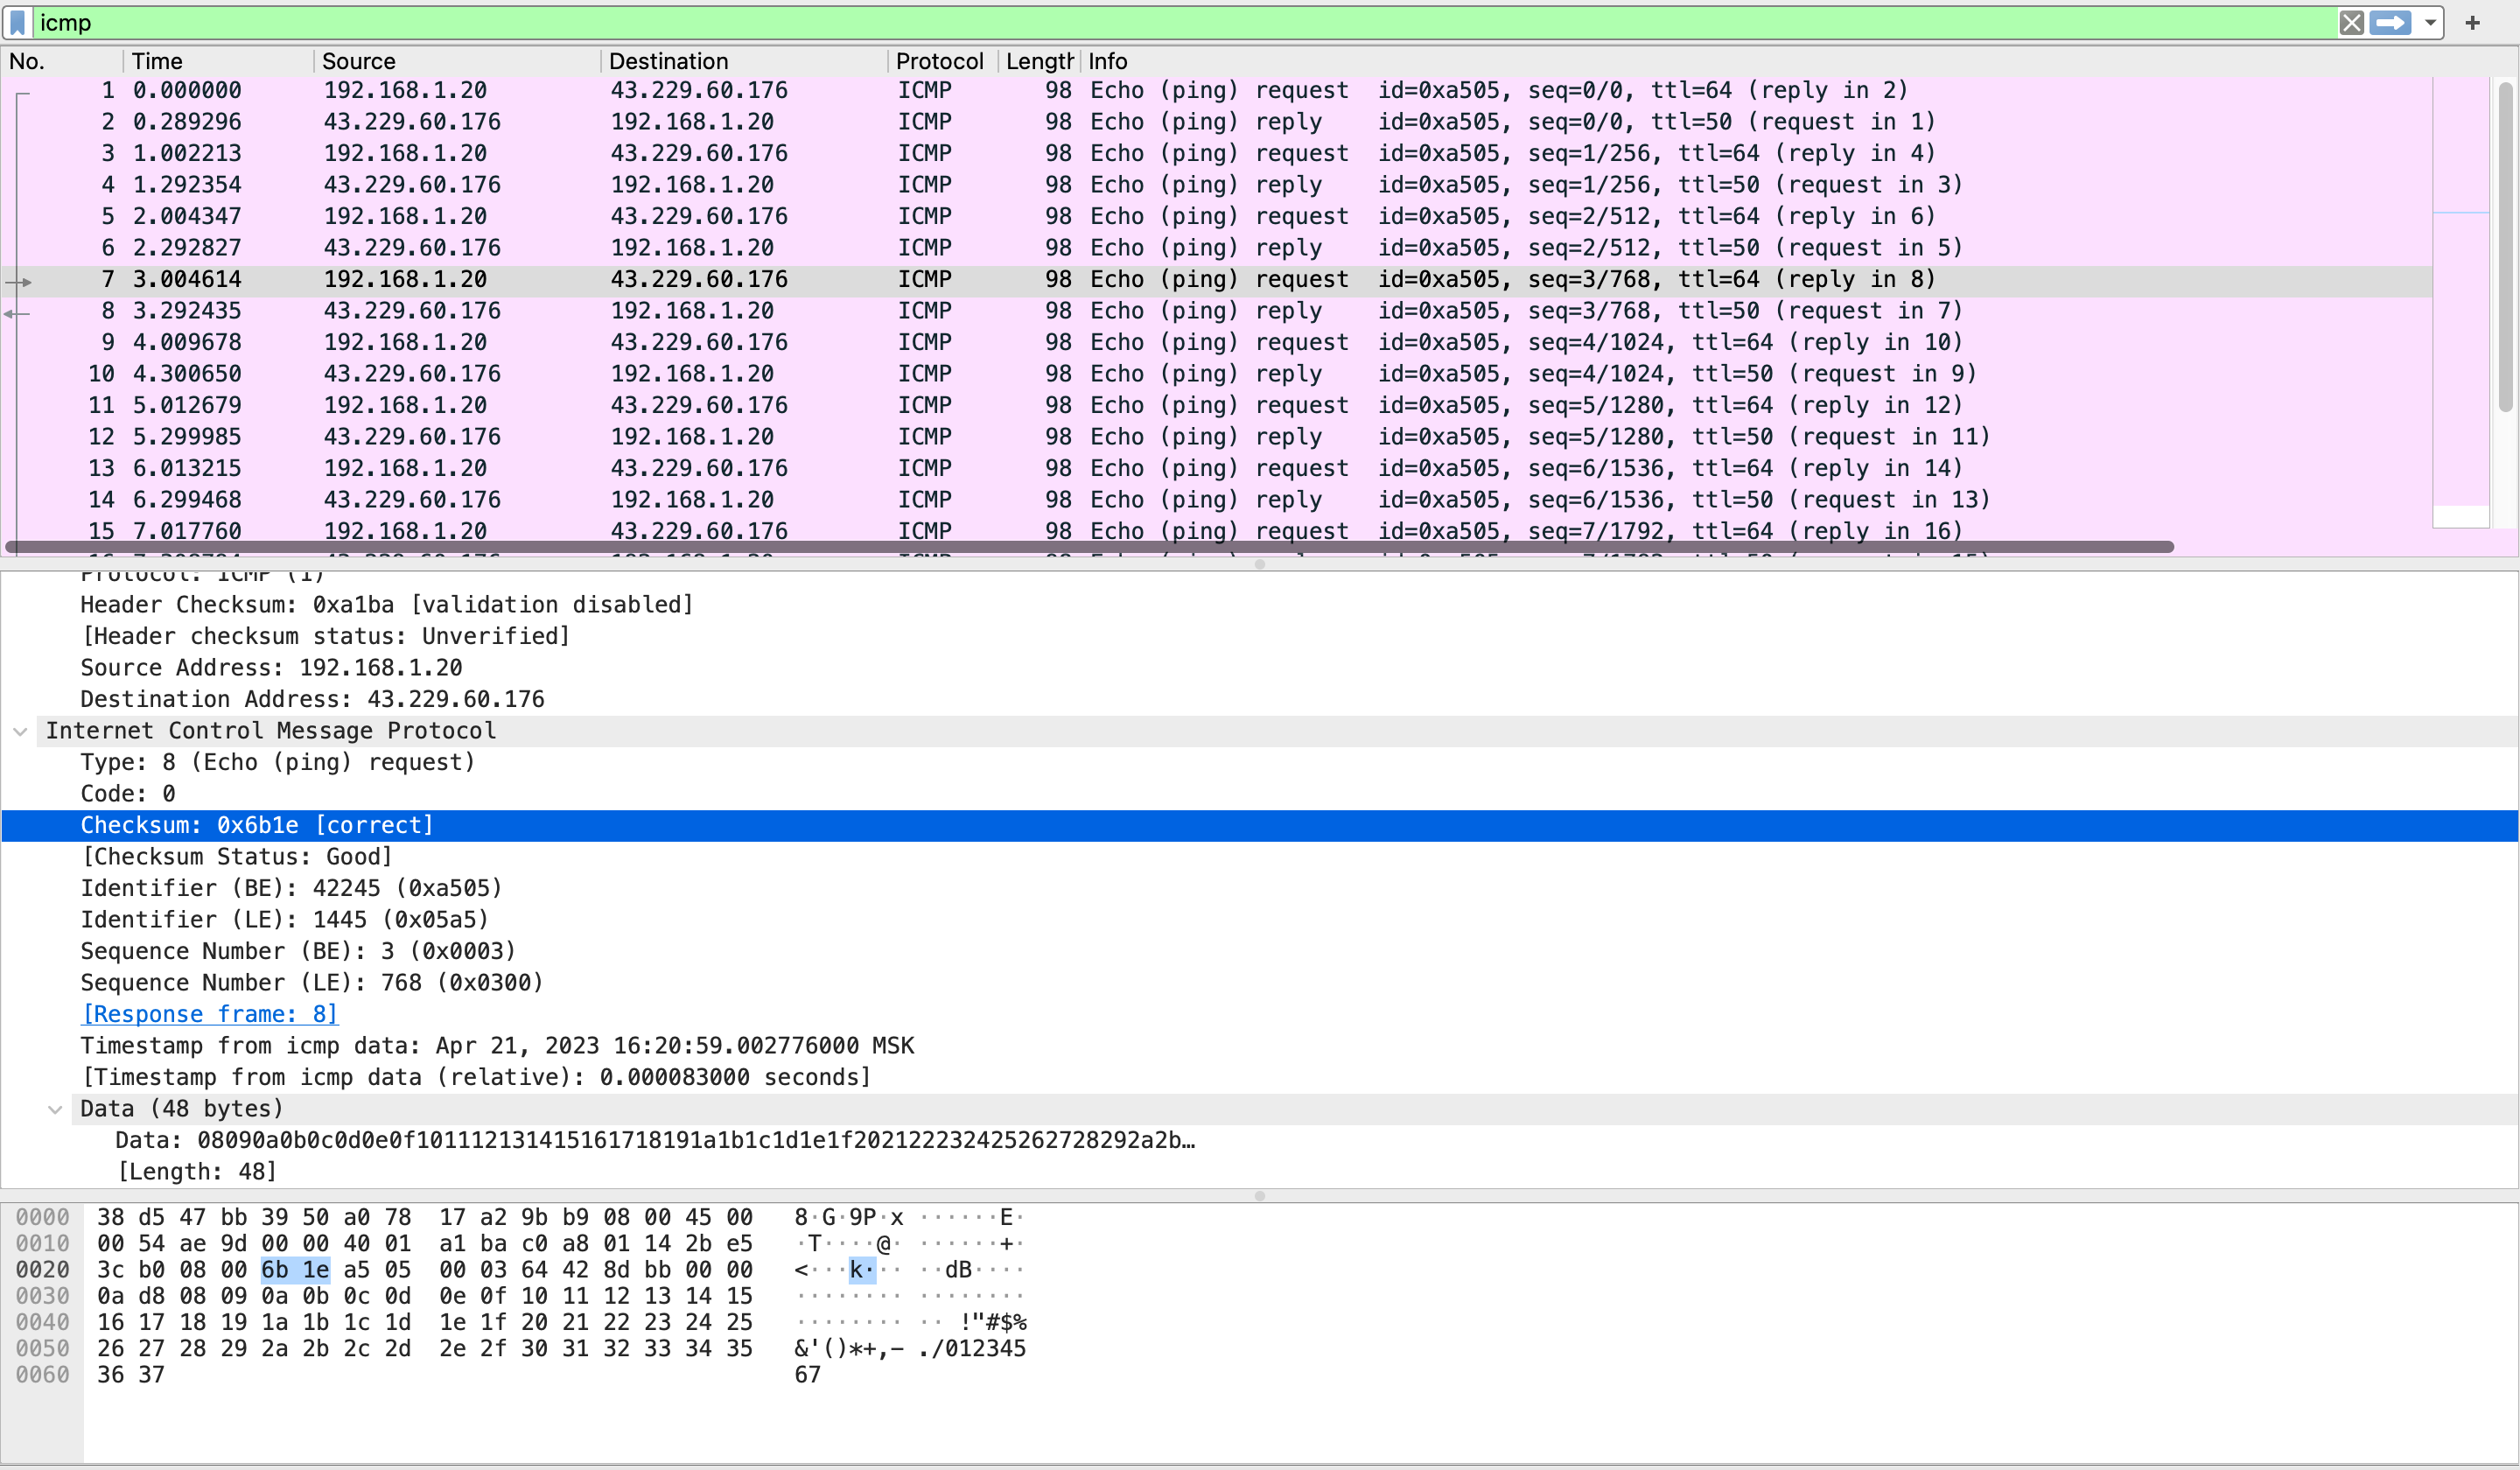 icmp
No. Time Source Destination Protocol Length Info
1 0.000000 192.168.1.20 43.229.60.176 ICMP 98 Echo (ping) request id=0xa505, seq=0/0, ttl=64 (reply in 2)
2 0.289296 43.229.60.176 192.168.1.20 ICMP 98 Echo (ping) reply id=0xa505, seq=0/0, ttl=50 (request in 1)
3 1.002213 192.168.1.20 43.229.60.176 ICMP 98 Echo (ping) request id=0xa505, seq=1/256, ttl=64 (reply in 4)
4 1.292354 43.229.60.176 192.168.1.20 ICMP 98 Echo (ping) reply id=0xa505, seq=1/256, ttl=50 (request in 3)
5 2.004347 192.168.1.20 43.229.60.176 ICMP 98 Echo (ping) request id=0xa505, seq=2/512, ttl=64 (reply in 6)
6 2.292827 43.229.60.176 192.168.1.20 ICMP 98 Echo (ping) reply id=0xa505, seq=2/512, ttl=50 (request in 5)
7 3.004614 192.168.1.20 43.229.60.176 ICMP 98 Echo (ping) request id=0xa505, seq=3/768, ttl=64 (reply in 8)
8 3.292435 43.229.60.176 192.168.1.20 ICMP 98 Echo (ping) reply id=0xa505, seq=3/768, ttl=50 (request in 7)
9 4.009678 192.168.1.20 43.229.60.176 ICMP 98 Echo (ping) request id=0xa505, seq=4/1024, ttl=64 (reply in 10)
10 4.300650 43.229.60.176 192.168.1.20 ICMP 98 Echo (ping) reply id=0xa505, seq=4/1024, ttl=50 (request in 9)
11 5.012679 192.168.1.20 43.229.60.176 ICMP 98 Echo (ping) request id=0xa505, seq=5/1280, ttl=64 (reply in 12)
12 5.299985 43.229.60.176 192.168.1.20 ICMP 98 Echo (ping) reply id=0xa505, seq=5/1280, ttl=50 (request in 11)
13 6.013215 192.168.1.20 43.229.60.176 ICMP 98 Echo (ping) request id=0xa505, seq=6/1536, ttl=64 (reply in 14)
14 6.299468 43.229.60.176 192.168.1.20 ICMP 98 Echo (ping) reply id=0xa505, seq=6/1536, ttl=50 (request in 13)
15 7.017760 192.168.1.20 43.229.60.176 ICMP 98 Echo (ping) request id=0xa505, seq=7/1792, ttl=64 (reply in 16)
Protocol: ICMP (1)
Header Checksum: 0xa1ba [validation disabled]
[Header checksum status: Unverified]
Source Address: 192.168.1.20
Destination Address: 43.229.60.176
Internet Control Message Protocol
Type: 8 (Echo (ping) request)
Code: 0
Checksum: 0x6b1e [correct]
[Checksum Status: Good]
Identifier (BE): 42245 (0xa505)
Identifier (LE): 1445 (0x05a5)
Sequence Number (BE): 3 (0x0003)
Sequence Number (LE): 768 (0x0300)
[Response frame: 8]
Timestamp from icmp data: Apr 21, 2023 16:20:59.002776000 MSK
[Timestamp from icmp data (relative): 0.000083000 seconds]
Data (48 bytes)
Data: 08090a0b0c0d0e0f101112131415161718191a1b1c1d1e1f202122232425262728292a2b…
[Length: 48]
0000 38 d5 47 bb 39 50 a0 78 17 a2 9b b9 08 00 45 00 8·G·9P·x ······E·
0010 00 54 ae 9d 00 00 40 01 a1 ba c0 a8 01 14 2b e5 ·T····@· ······+·
0020 3c b0 08 00 6b 1e a5 05 00 03 64 42 8d bb 00 00 <···k··· ··dB····
0030 0a d8 08 09 0a 0b 0c 0d 0e 0f 10 11 12 13 14 15 ········ ········
0040 16 17 18 19 1a 1b 1c 1d 1e 1f 20 21 22 23 24 25 ········ ·· !"#$%
0050 26 27 28 29 2a 2b 2c 2d 2e 2f 30 31 32 33 34 35 &'()*+,- ./012345
0060 36 37 67